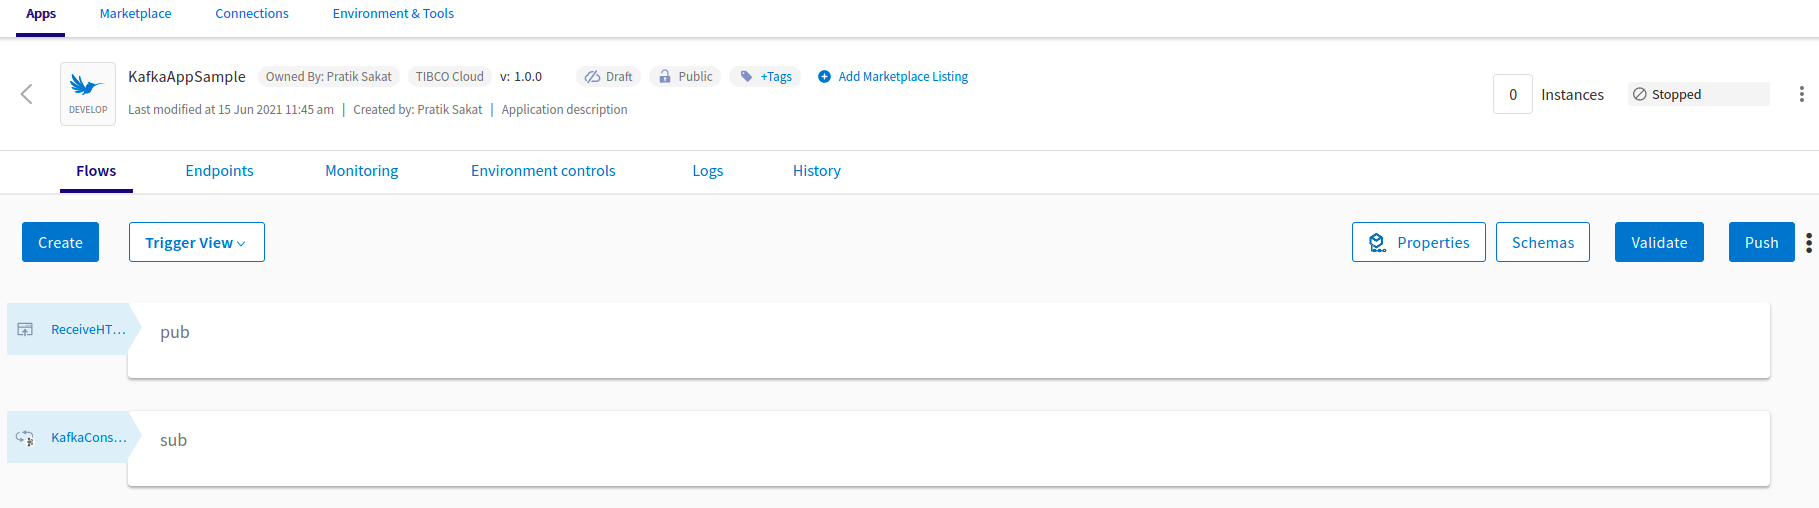 Apps Marketplace Connections Environment & Tools
KafkaAppSample Owned By: Pratik Sakat TIBCO Cloud v: 1.0.0 Draft Public +Tags Add Marketplace Listing
DEVELOP
Last modified at 15 Jun 2021 11:45 am | Created by: Pratik Sakat | Application description
0 Instances Stopped
Flows Endpoints Monitoring Environment controls Logs History
Create Trigger View Properties Schemas Validate Push
ReceiveHT... pub
KafkaCons... sub